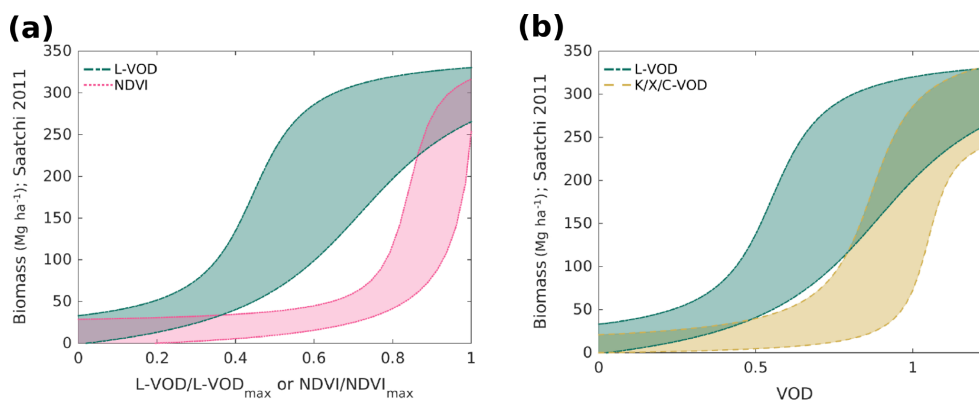 (a)
350
300
250
200
150
100
50
0
Biomass (Mg ha⁻¹); Saatchi 2011
L-VOD
NDVI
0 0.2 0.4 0.6 0.8 1
L-VOD/L-VODmax or NDVI/NDVImax
(b)
350
300
250
200
150
100
50
0
Biomass (Mg ha⁻¹); Saatchi 2011
L-VOD
K/X/C-VOD
0 0.5 1
VOD